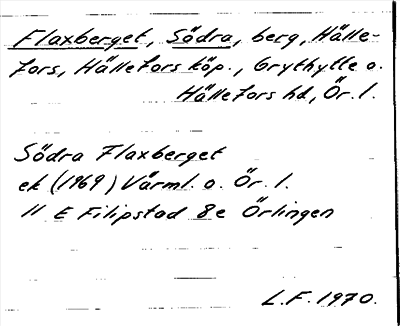 Flaxberget, Södra, berg, Hälle-
fors, Hällefors köp., Grythytte o.
Hällefors hd, Ör. l.
Södra Flaxberget
ek (1969) Värml. o. Ör. l.
11 E Filipstad 8e Örlingen
L.F. 1970.